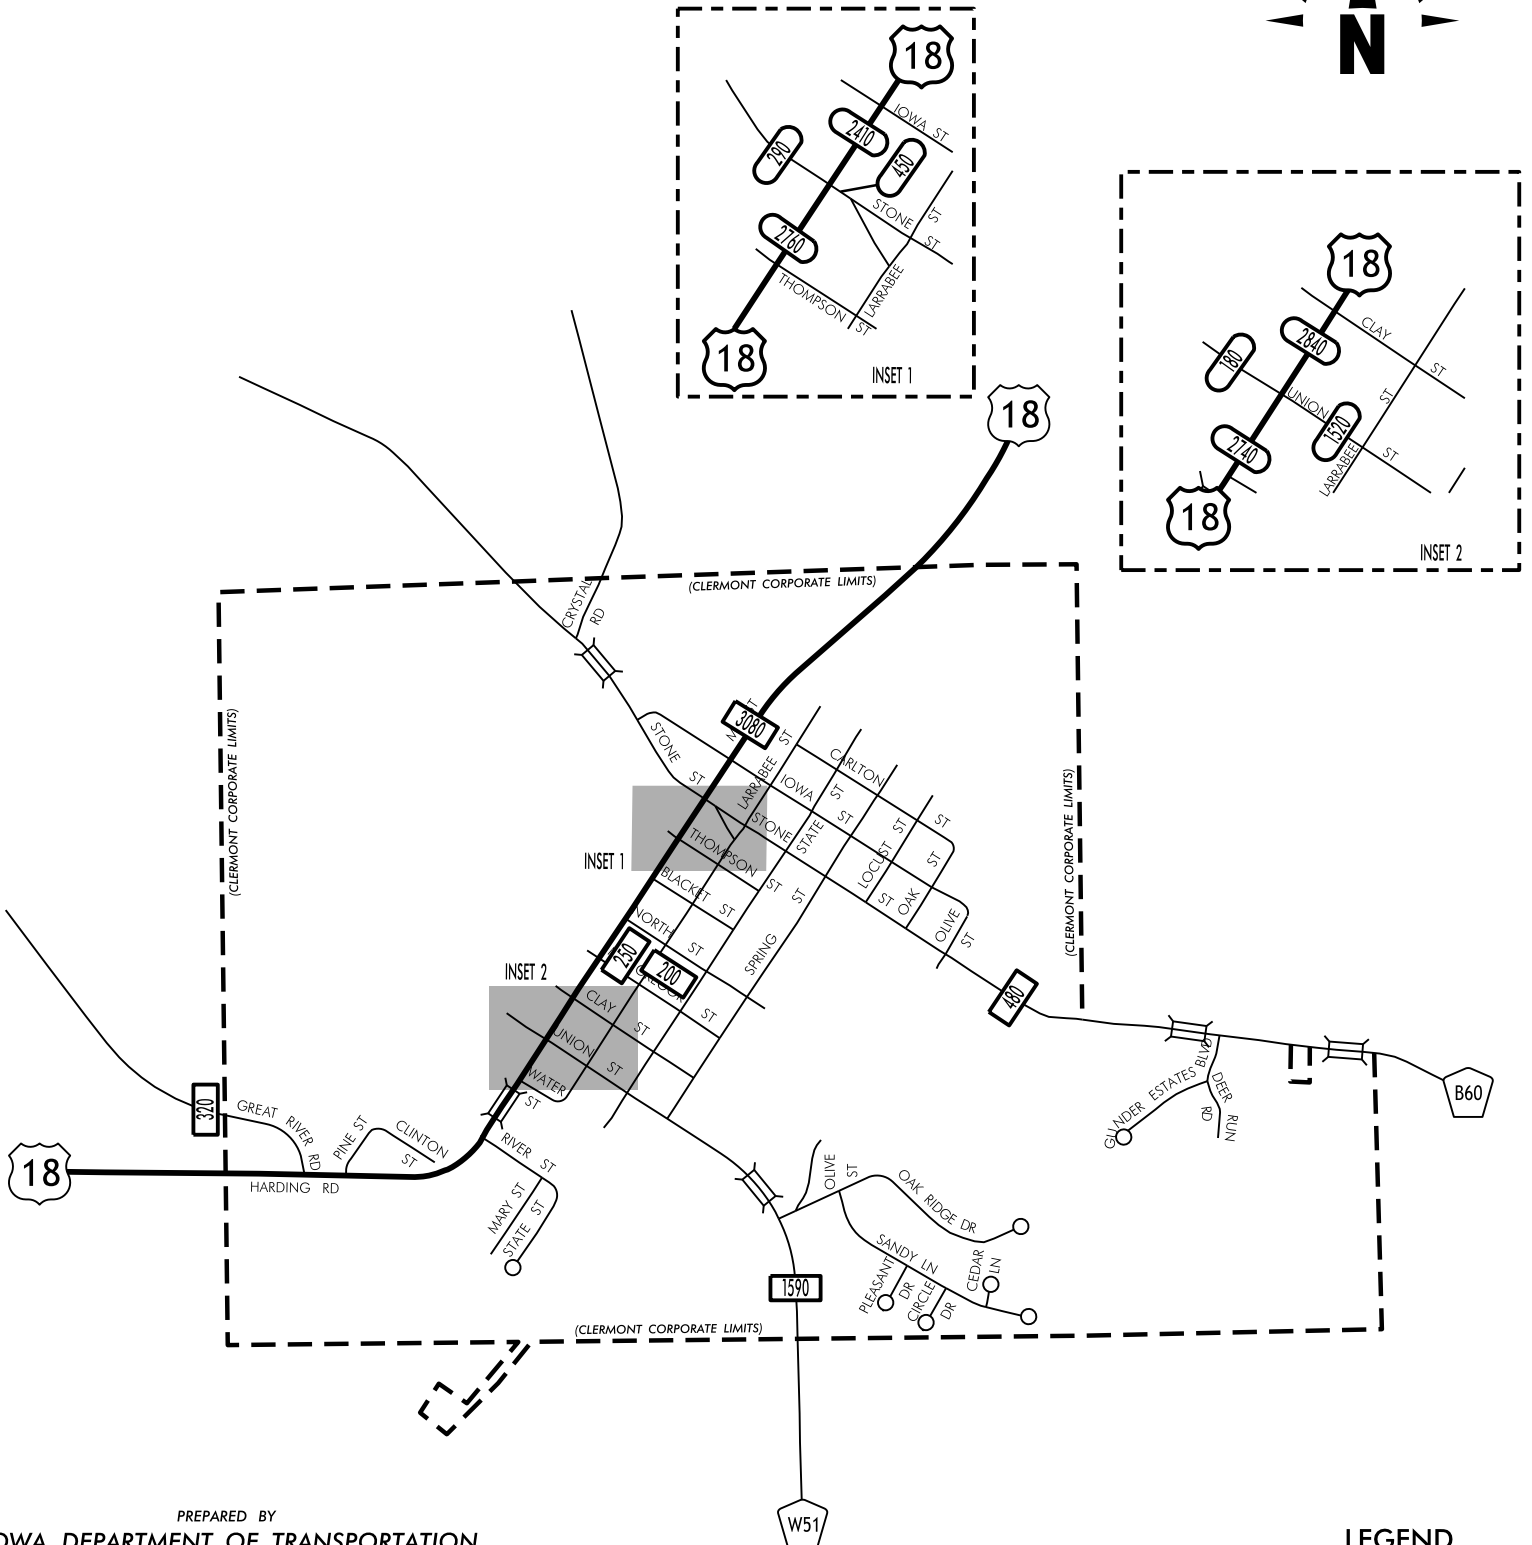 N
18
IOWA ST
2410
290
450
STONE ST
LARRABEE ST
2760
THOMPSON ST
18
INSET 1
18
CLAY ST
2840
180
UNION ST
1520
LARRABEE ST
2740
18
INSET 2
18
(CLERMONT CORPORATE LIMITS)
CRYSTAL RD
(CLERMONT CORPORATE LIMITS)
(CLERMONT CORPORATE LIMITS)
3080
STONE ST
LARRABEE ST
CARLTON ST
IOWA ST
STONE ST
STATE ST
LOCUST ST
OAK ST
OLIVE ST
INSET 1
THOMPSON ST
BLACKET ST
NORTH ST
SPRING ST
250
200
ST
INSET 2
CLAY ST
UNION ST
WATER ST
480
GUNDER ESTATES BLVD
DEER RUN RD
B60
320
GREAT RIVER RD
PINE ST
CLINTON ST
18
HARDING RD
RIVER ST
MARY ST
STATE ST
OLIVE ST
OAK RIDGE DR
SANDY LN
PLEASANT DR
CIRCLE DR
CEDAR LN
1590
(CLERMONT CORPORATE LIMITS)
W51
PREPARED BY
OWA DEPARTMENT OF TRANSPORTATION
LEGEND